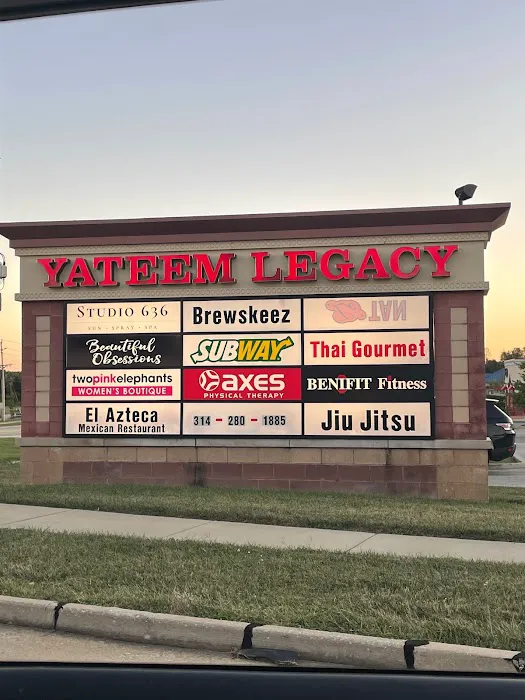 YATEEM LEGACY
STUDIO 636
SUN · SPRAY · SPA
Brewskeez
TAN
Beautiful
Obsessions
SUBWAY
Thai Gourmet
twopinkelephants
WOMEN'S BOUTIQUE
axes
PHYSICAL THERAPY
BENIFIT Fitness
El Azteca
Mexican Restaurant
314 - 280 - 1885
Jiu Jitsu